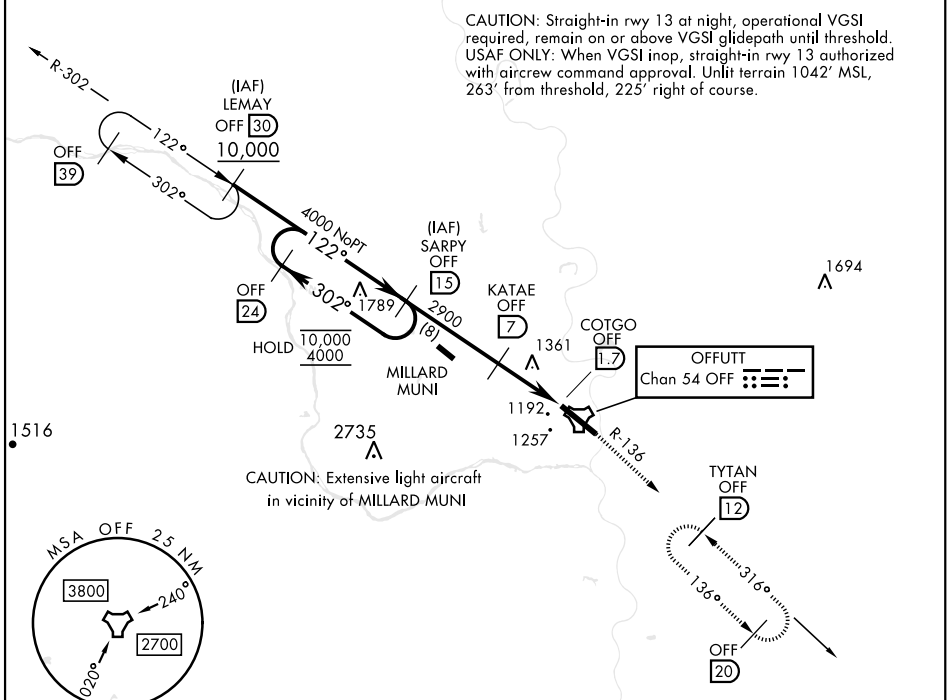 CAUTION: Straight-in rwy 13 at night, operational VGSI
required, remain on or above VGSI glidepath until threshold.
USAF ONLY: When VGSI inop, straight-in rwy 13 authorized
with aircrew command approval. Unlit terrain 1042' MSL,
263' from threshold, 225' right of course.
R-302
(IAF)
LEMAY
OFF 30
10,000
122°
302°
OFF
39
4000 NoPT
122°
302°
OFF
24
1789
(IAF)
SARPY
OFF
15
2900
(8)
HOLD
10,000
4000
MILLARD
MUNI
KATAE
OFF
7
1361
COTGO
OFF
1.7
1694
OFFUTT
Chan 54 OFF
1192
1257
R-136
1516
2735
CAUTION: Extensive light aircraft
in vicinity of MILLARD MUNI
TYTAN
OFF
12
316°
136°
OFF
20
MSA OFF 25 NM
3800
240°
2700
020°